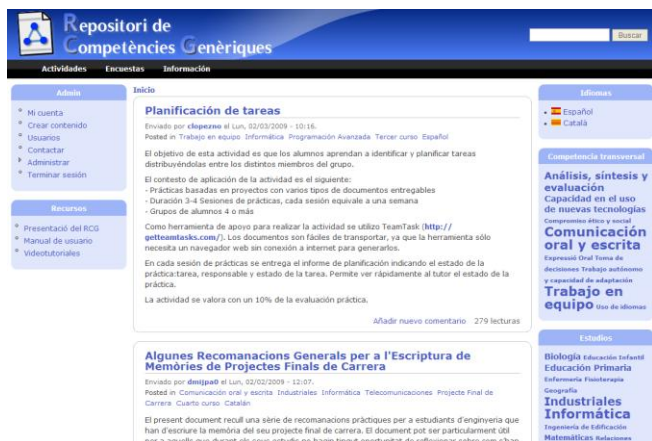 Repositori de
Competències Genèriques
Buscar
Actividades Encuestas Información
Admin
Mi cuenta
Crear contenido
Usuarios
Contactar
Administrar
Terminar sesión
Recursos
Presentació del RCG
Manual de usuario
Videotutoriales
Inicio
Planificación de tareas
Enviado por clopezno el Lun, 02/03/2009 - 10:16.
Posted in Trabajo en equipo Informática Programación Avanzada Tercer curso Español
El objetivo de esta actividad es que los alumnos aprendan a identificar y planificar tareas
distribuyéndolas entre los distintos miembros del grupo.
El contesto de aplicación de la actividad es el siguiente:
- Prácticas basadas en proyectos con varios tipos de documentos entregables
- Duración 3-4 Sesiones de prácticas, cada sesión equivale a una semana
- Grupos de alumnos 4 o más
Como herramienta de apoyo para realizar la actividad se utilizo TeamTask (http://
getteamtasks.com/). Los documentos son fáciles de transportar, ya que la herramienta sólo
necesita un navegador web sin conexión a internet para generarlos.
En cada sesión de prácticas se entrega el informe de planificación indicando el estado de la
práctica:tarea, responsable y estado de la tarea. Permite ver rápidamente al tutor el estado de la
práctica.
La actividad se valora con un 10% de la evaluación práctica.
Añadir nuevo comentario 279 lecturas
Algunes Recomanacions Generals per a l'Escriptura de
Memòries de Projectes Finals de Carrera
Enviado por dmijpa0 el Lun, 02/02/2009 - 12:07.
Posted in Comunicación oral y escrita Industriales Informática Telecomunicaciones Projecte Final de
Carrera Cuarto curso Catalán
El present document recull una sèrie de recomanacions pràctiques per a estudiants d'enginyeria que
han d'escriure la memòria del seu projecte final de carrera. El document pot ser particularment útil
Idiomas
Español
Català
Competencia transversal
Análisis, síntesis y
evaluación
Capacidad en el uso
de nuevas tecnologías
Compromiso ético y social
Comunicación
oral y escrita
Expressió Oral Toma de
decisiones Trabajo autónomo
y capacidad de adaptación
Trabajo en
equipo Uso de idiomas
Estudios
Biología Educación Infantil
Educación Primaria
Enfermería Fisioterapia
Geografía
Industriales
Informática
Ingeniería de Edificación
Matemáticas Relaciones